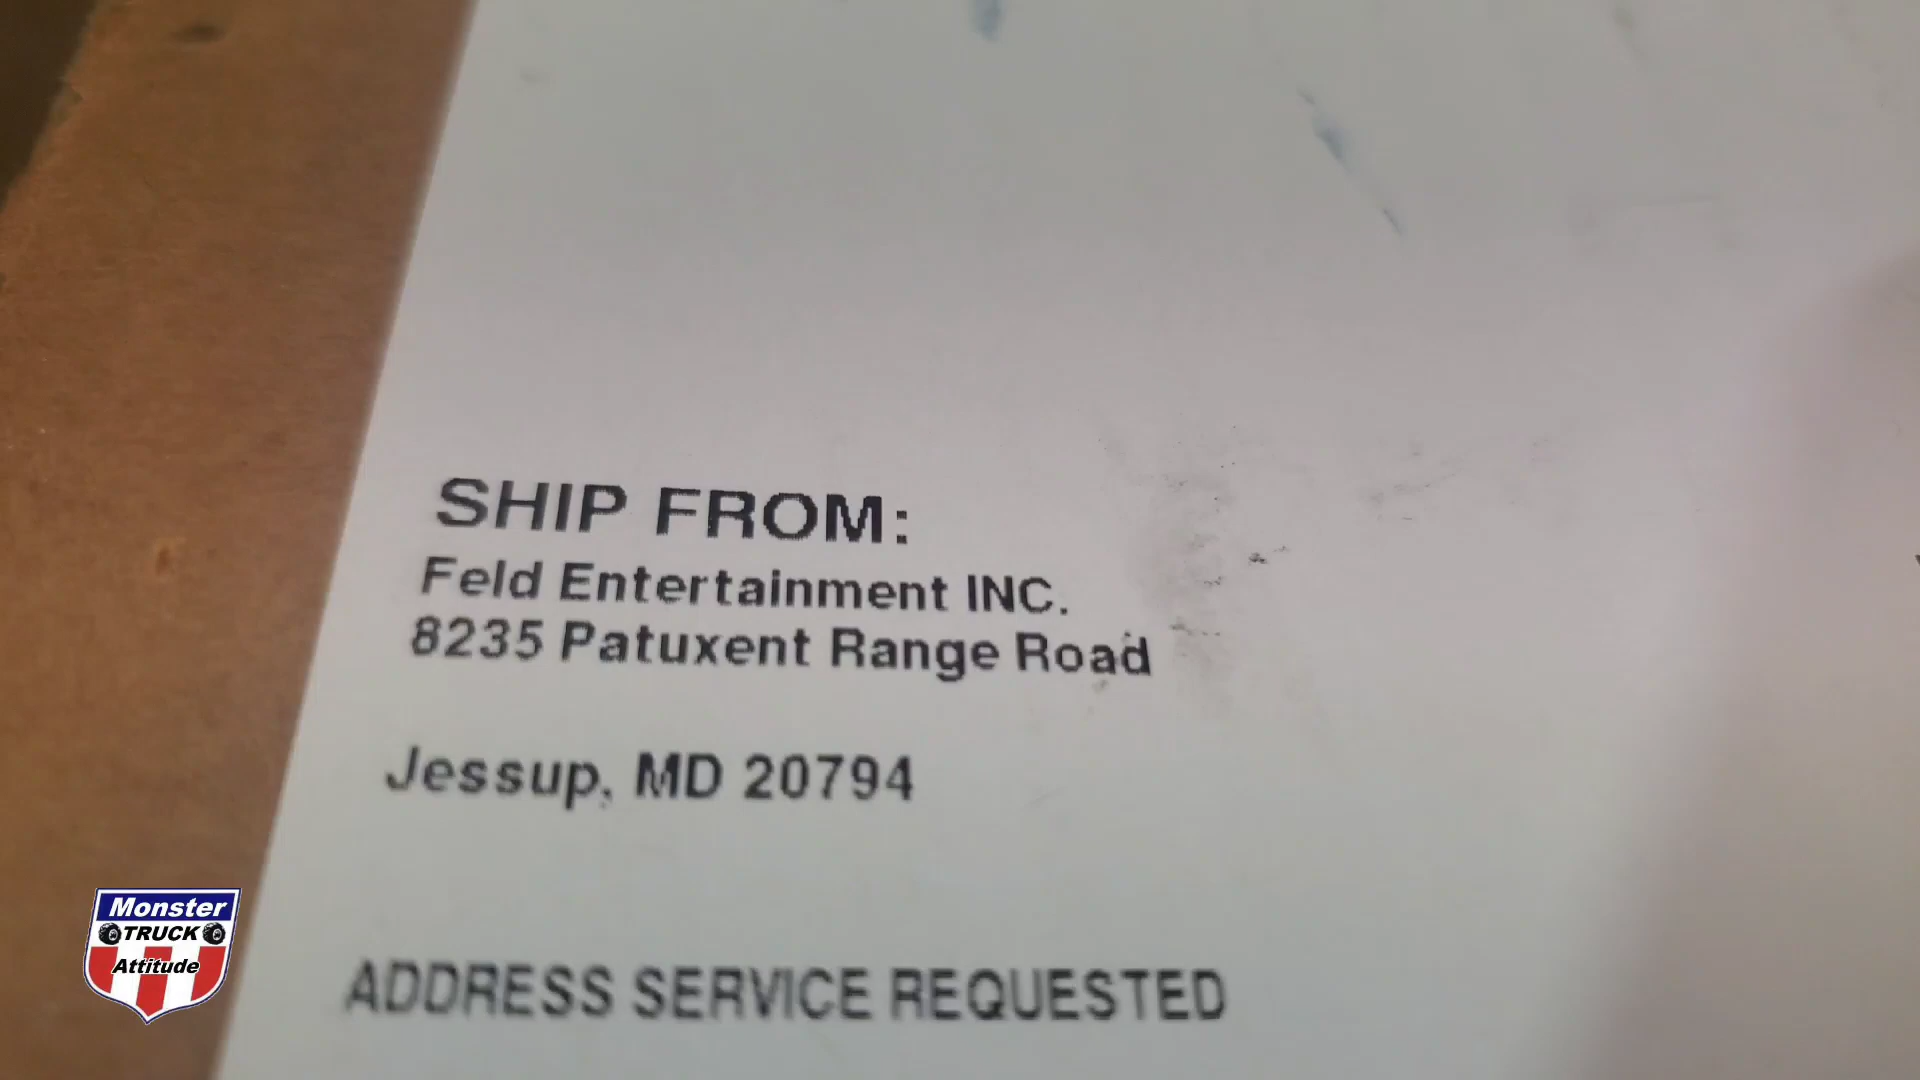 SHIP FROM:
Feld Entertainment INC.
8235 Patuxent Range Road
Jessup, MD 20794
ADDRESS SERVICE REQUESTED
Monster
TRUCK
Attitude